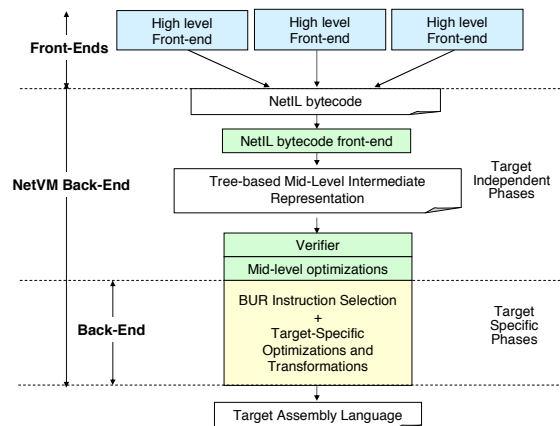 High level
Front-end
High level
Front-end
High level
Front-end
Front-Ends
NetIL bytecode
NetIL bytecode front-end
NetVM Back-End
Tree-based Mid-Level Intermediate
Representation
Target
Independent
Phases
Verifier
Mid-level optimizations
Back-End
BUR Instruction Selection
+
Target-Specific
Optimizations and
Transformations
Target
Specific
Phases
Target Assembly Language